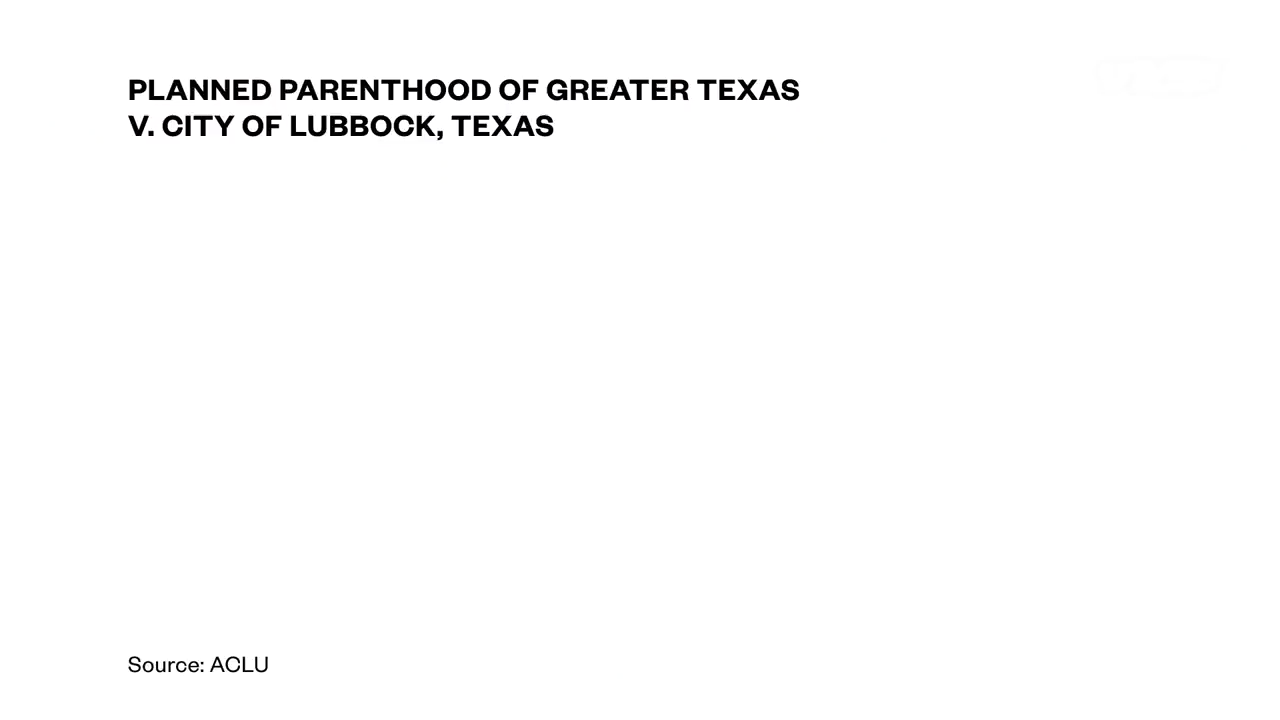 PLANNED PARENTHOOD OF GREATER TEXAS
V. CITY OF LUBBOCK, TEXAS
Source: ACLU